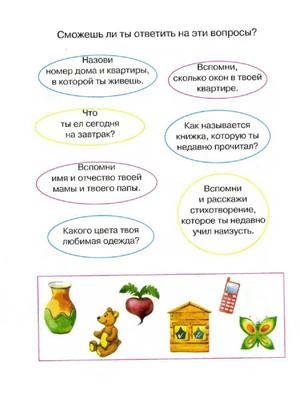 Сможешь ли ты ответить на эти вопросы?
Назови
номер дома и квартиры,
в которой ты живешь.
Вспомни,
сколько окон в твоей
квартире.
Что
ты ел сегодня
на завтрак?
Как называется
книжка, которую ты
недавно прочитал?
Вспомни
имя и отчество твоей
мамы и твоего папы.
Вспомни
и расскажи
стихотворение,
которое ты недавно
учил наизусть.
Какого цвета твоя
любимая одежда?